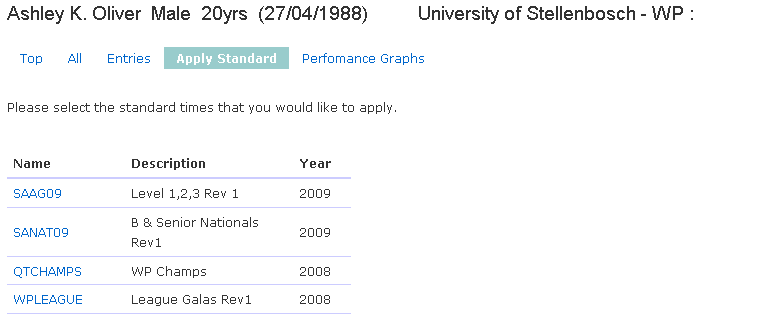 Ashley K. Oliver Male 20yrs (27/04/1988) University of Stellenbosch - WP :
Top All Entries Apply Standard Perfomance Graphs
Please select the standard times that you would like to apply.
Name Description Year
SAAG09 Level 1,2,3 Rev 1 2009
SANAT09 B & Senior Nationals Rev1 2009
QTCHAMPS WP Champs 2008
WPLEAGUE League Galas Rev1 2008